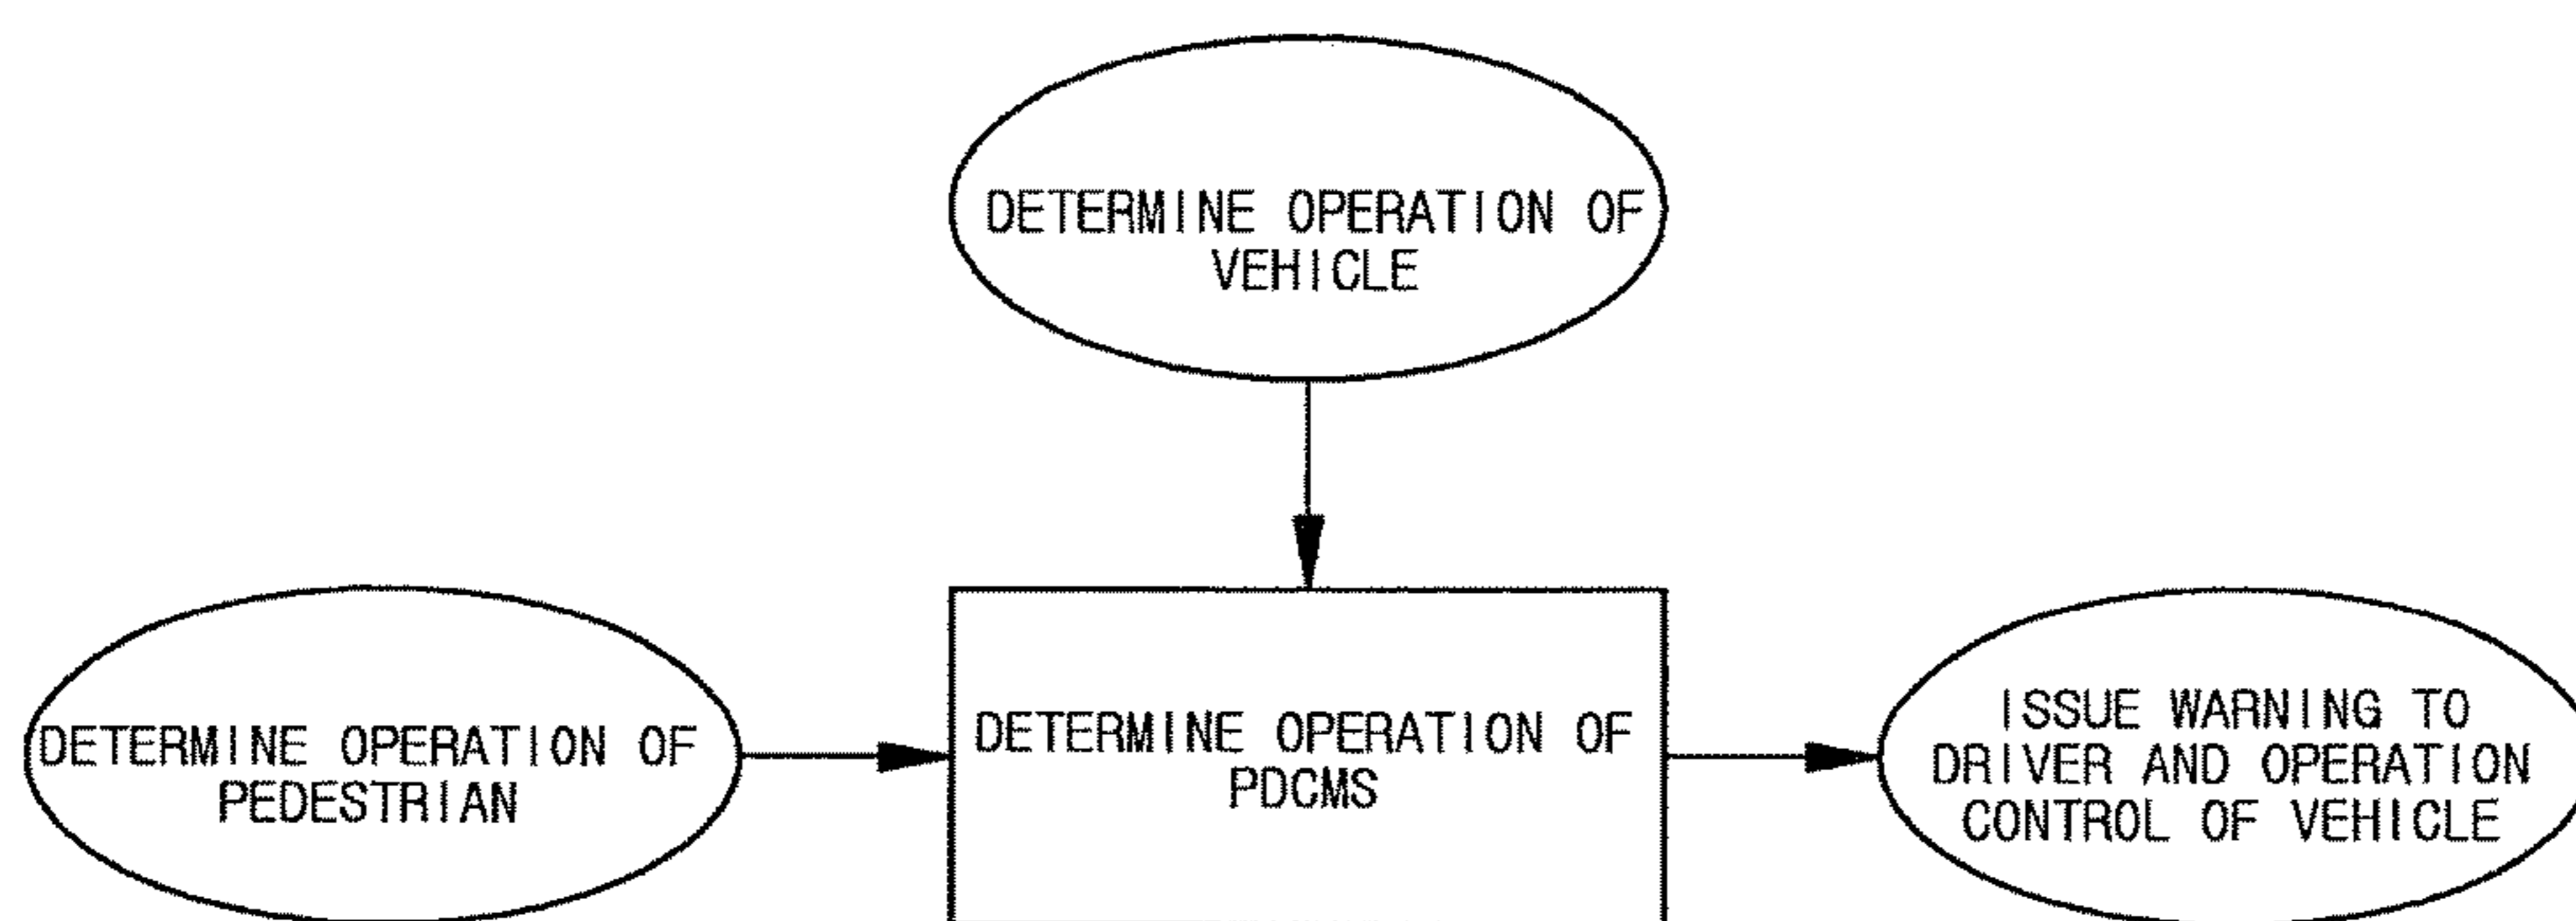 DETERMINE OPERATION OF
VEHICLE
DETERMINE OPERATION OF
PEDESTRIAN
DETERMINE OPERATION OF
PDCMS
ISSUE WARNING TO
DRIVER AND OPERATION
CONTROL OF VEHICLE